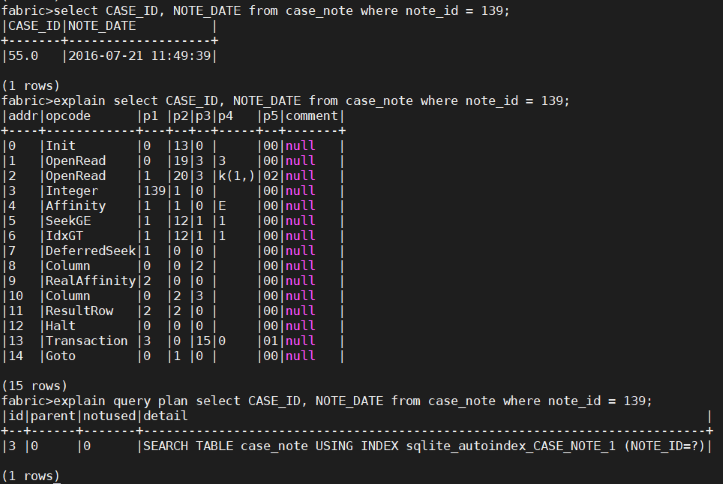 fabric>select CASE_ID, NOTE_DATE from case_note where note_id = 139;
|CASE_ID|NOTE_DATE          |
+-------+-------------------+
|55.0   |2016-07-21 11:49:39|
(1 rows)
fabric>explain select CASE_ID, NOTE_DATE from case_note where note_id = 139;
|addr|opcode      |p1 |p2|p3|p4   |p5|comment|
+----+------------+---+--+--+-----+--+-------+
|0   |Init        |0  |13|0 |     |00|null   |
|1   |OpenRead    |0  |19|3 |3    |00|null   |
|2   |OpenRead    |1  |20|3 |k(1,)|02|null   |
|3   |Integer     |139|1 |0 |     |00|null   |
|4   |Affinity    |1  |1 |0 |E    |00|null   |
|5   |SeekGE      |1  |12|1 |1    |00|null   |
|6   |IdxGT       |1  |12|1 |1    |00|null   |
|7   |DeferredSeek|1  |0 |0 |     |00|null   |
|8   |Column      |0  |0 |2 |     |00|null   |
|9   |RealAffinity|2  |0 |0 |     |00|null   |
|10  |Column      |0  |2 |3 |     |00|null   |
|11  |ResultRow   |2  |2 |0 |     |00|null   |
|12  |Halt        |0  |0 |0 |     |00|null   |
|13  |Transaction |3  |0 |15|0    |01|null   |
|14  |Goto        |0  |1 |0 |     |00|null   |
(15 rows)
fabric>explain query plan select CASE_ID, NOTE_DATE from case_note where note_id = 139;
|id|parent|notused|detail                                                                    |
+--+------+-------+--------------------------------------------------------------------------+
|3 |0     |0      |SEARCH TABLE case_note USING INDEX sqlite_autoindex_CASE_NOTE_1 (NOTE_ID=?)|
(1 rows)